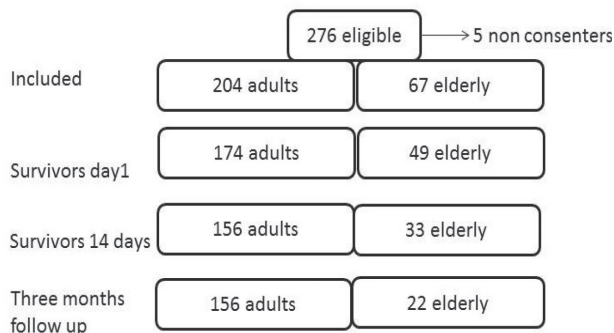 276 eligible
5 non consenters
Included
204 adults
67 elderly
Survivors day1
174 adults
49 elderly
Survivors 14 days
156 adults
33 elderly
Three months
follow up
156 adults
22 elderly